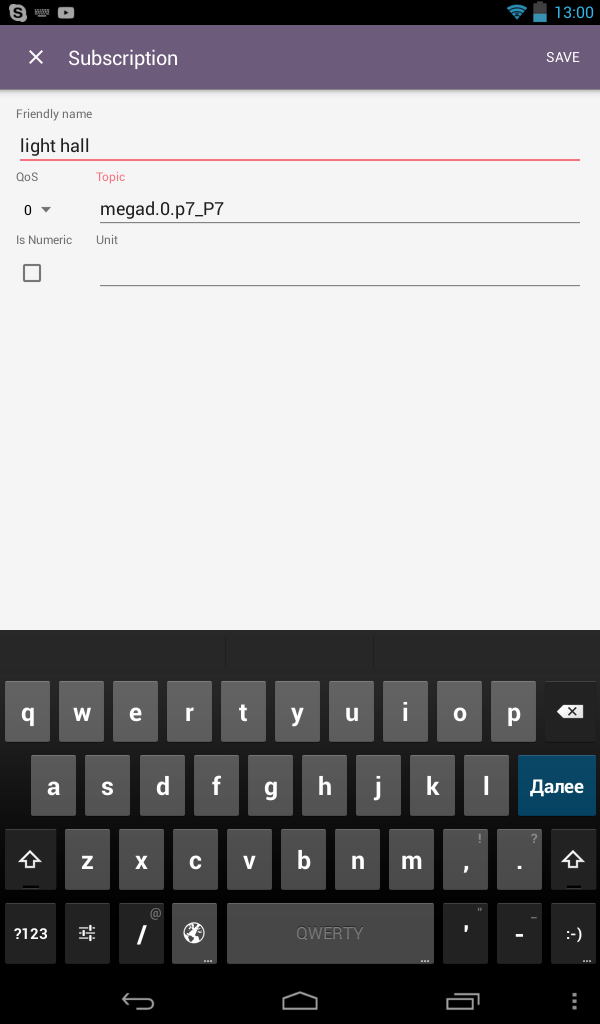 13:00
Subscription SAVE
Friendly name
light hall
QoS Topic
0 megad.0.p7_P7
Is Numeric Unit
q w e r t y u i o p
a s d f g h j k l Далее
z x c v b n m , ! . ?
?123 / @ QWERTY ... ' " - _ :-) ...